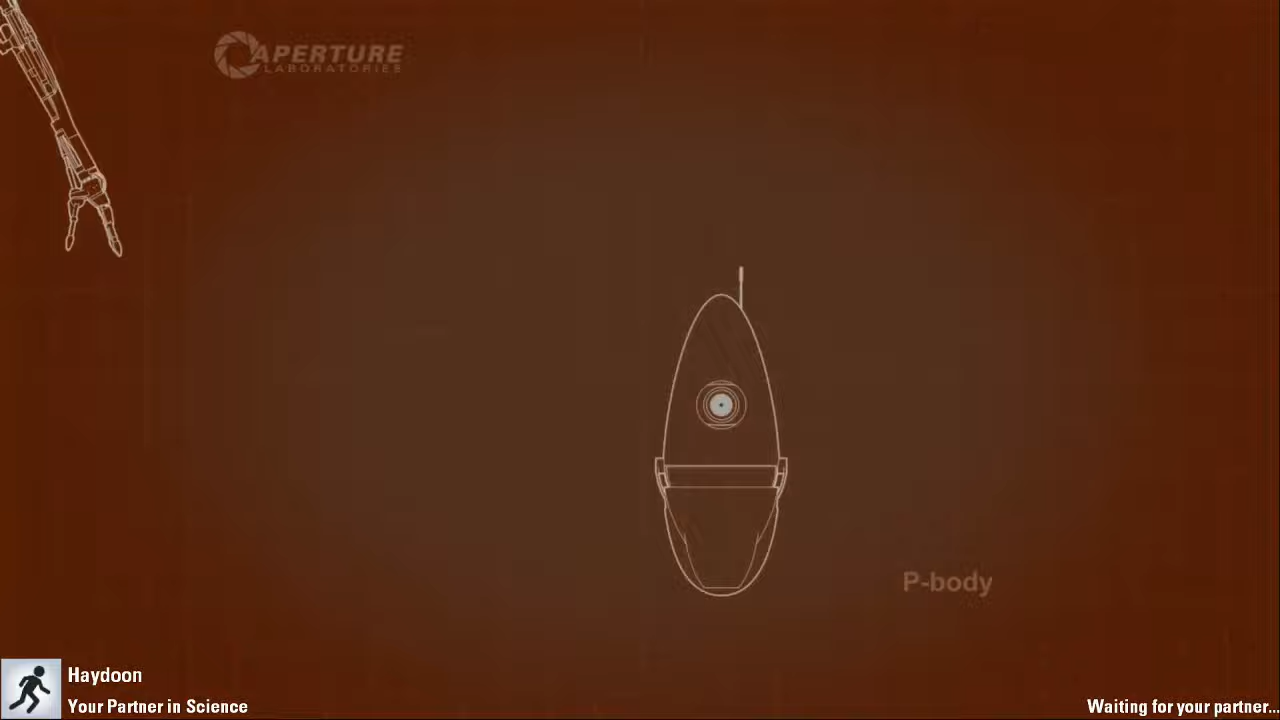 APERTURE
LABORATORIES
P-body
Haydoon
Your Partner in Science
Waiting for your partner...